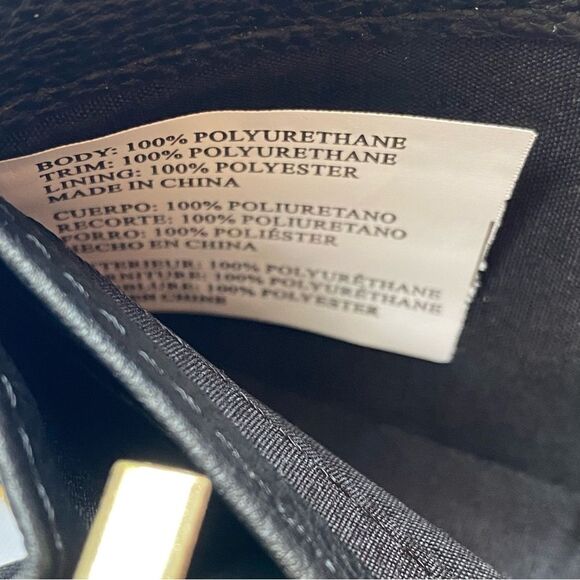 BODY: 100% POLYURETHANE
TRIM: 100% POLYURETHANE
LINING: 100% POLYESTER
MADE IN CHINA
CUERPO: 100% POLIURETANO
RECORTE: 100% POLIURETANO
FORRO: 100% POLIÉSTER
HECHO EN CHINA
100% POLYURÉTHANE
100% POLYURÉTHANE
100% POLYESTER
CHINE